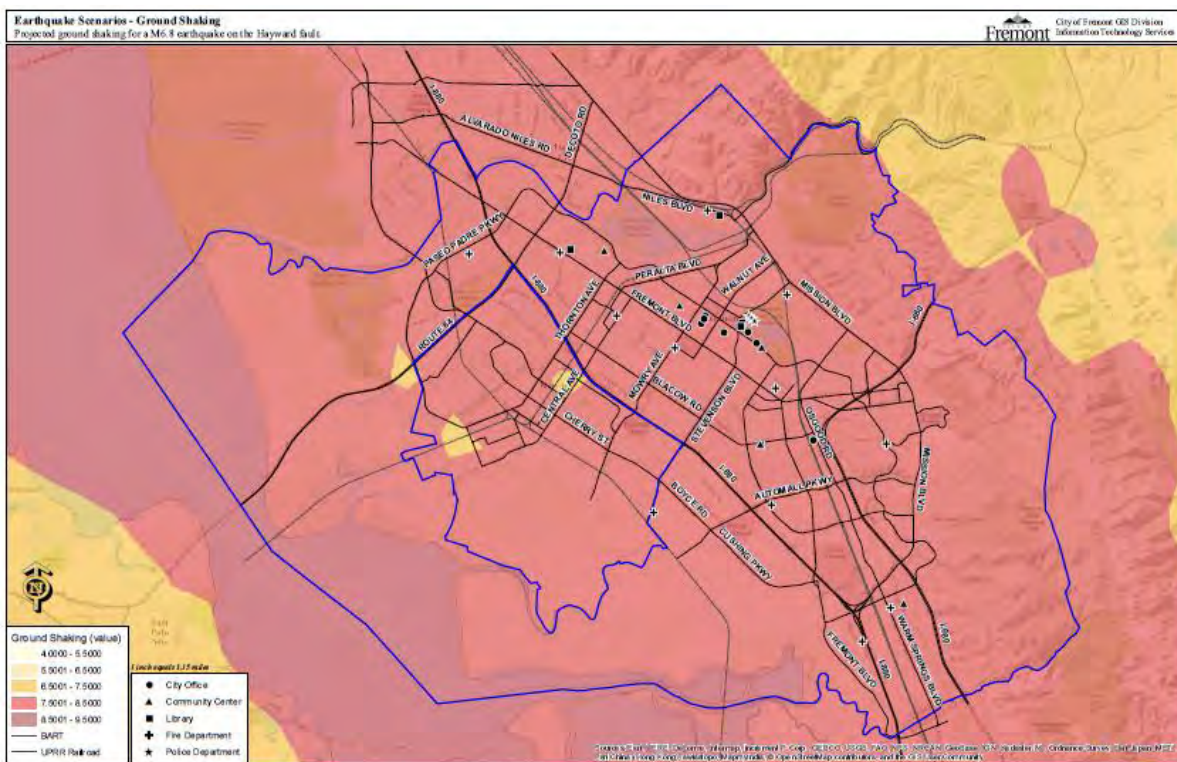 Earthquake Scenarios - Ground Shaking
Projected ground shaking for a M6.8 earthquake on the Hayward fault.
Fremont
City of Fremont GIS Division
Information Technology Services
I-880
ALVARADO NILES RD
DECOTO RD
NILES BLVD
PASEO PADRE PKWY
PERALTA BLVD
WALNUT AVE
MISSION BLVD
I-880
THORNTON AVE
FREMONT BLVD
I-680
ROUTE 84
MOWRY AVE
BLACOW RD
CENTRAL AVE
STEVENSON BLVD
CHERRY ST
OSGOOD RD
MISSION BLVD
I-880
AUTO MALL PKWY
BOYCE RD
CUSHING PKWY
FREMONT BLVD
I-880
WARM SPRINGS BLVD
I-680
N
Ground Shaking (value)
4.0000 - 5.5000
5.5001 - 6.5000
6.5001 - 7.5000
7.5001 - 8.5000
8.5001 - 9.5000
BART
UPRR Railroad
1 inch equals 1.15 miles
City Office
Community Center
Library
Fire Department
Police Department